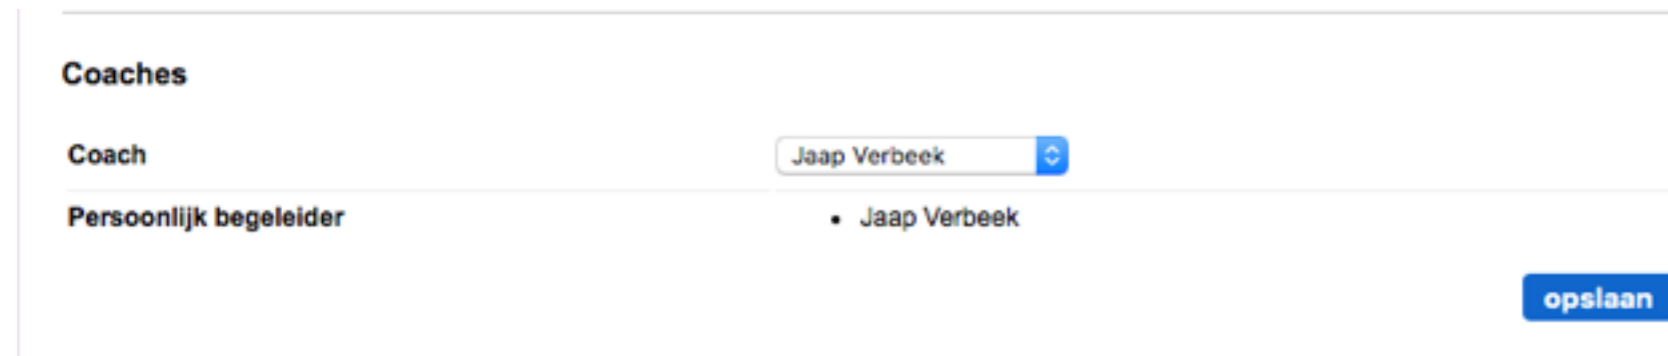 Coaches
Coach Jaap Verbeek
Persoonlijk begeleider • Jaap Verbeek
opslaan